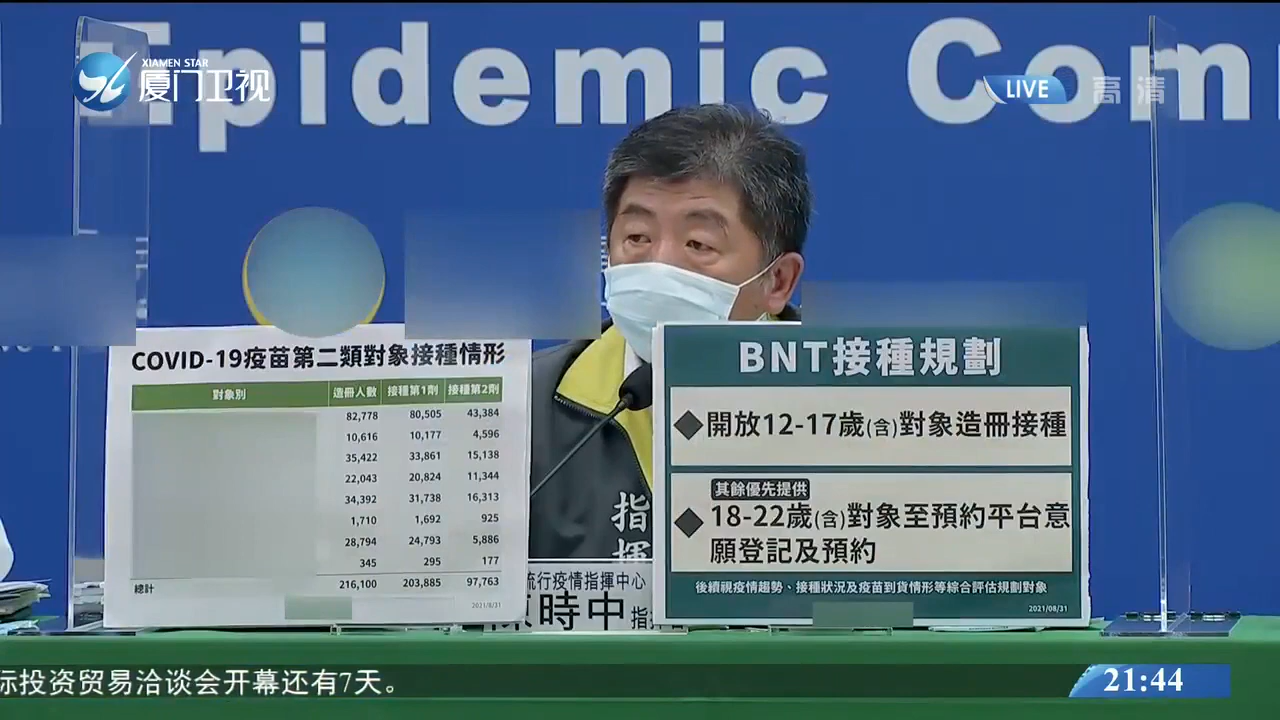 Epidemic Com
XIAMEN STAR
厦门卫视
LIVE
高清
COVID-19疫苗第二類對象接種情形
對象別 造冊人數 接種第1劑 接種第2劑
82,778 80,505 43,384
10,616 10,177 4,596
35,422 33,861 15,138
22,043 20,824 11,344
34,392 31,738 16,313
1,710 1,692 925
28,794 24,793 5,886
345 295 177
總計 216,100 203,885 97,763
2021/8/31
BNT接種規劃
◆開放12-17歲(含)對象造冊接種
其餘優先提供
◆18-22歲(含)對象至預約平台意
願登記及預約
後續視疫情趨勢、接種狀況及疫苗到貨情形等綜合評估規劃對象
2021/08/31
指揮
流行疫情指揮中心
陳時中 指揮官
际投资贸易洽谈会开幕还有7天。
21:44